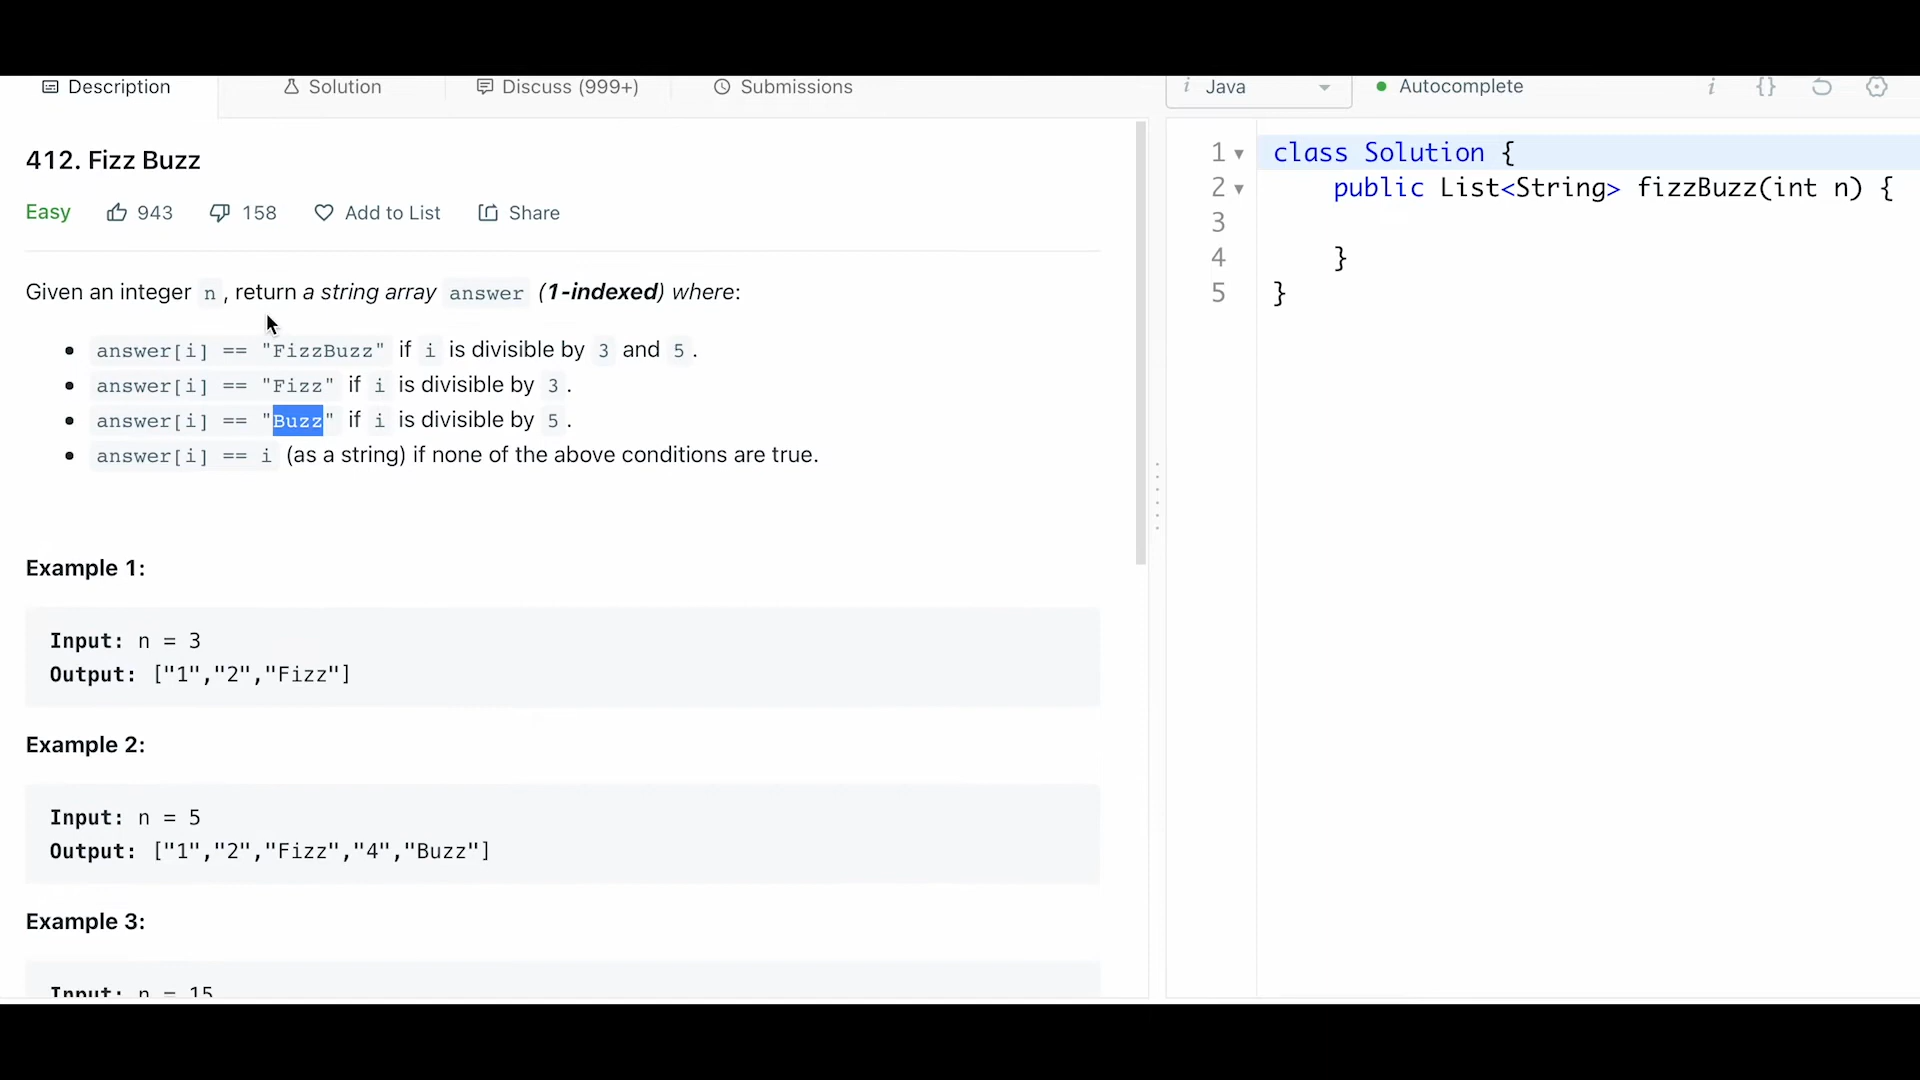 Description Solution Discuss (999+) Submissions
412. Fizz Buzz
Easy 943 158 Add to List Share
Given an integer n, return a string array answer (1-indexed) where:
• answer[i] == "FizzBuzz" if i is divisible by 3 and 5.
• answer[i] == "Fizz" if i is divisible by 3.
• answer[i] == "Buzz" if i is divisible by 5.
• answer[i] == i (as a string) if none of the above conditions are true.
Example 1:
Input: n = 3
Output: ["1","2","Fizz"]
Example 2:
Input: n = 5
Output: ["1","2","Fizz","4","Buzz"]
Example 3:
Input: n = 15
i Java Autocomplete i {}
1 class Solution {
2 public List<String> fizzBuzz(int n) {
3
4 }
5 }